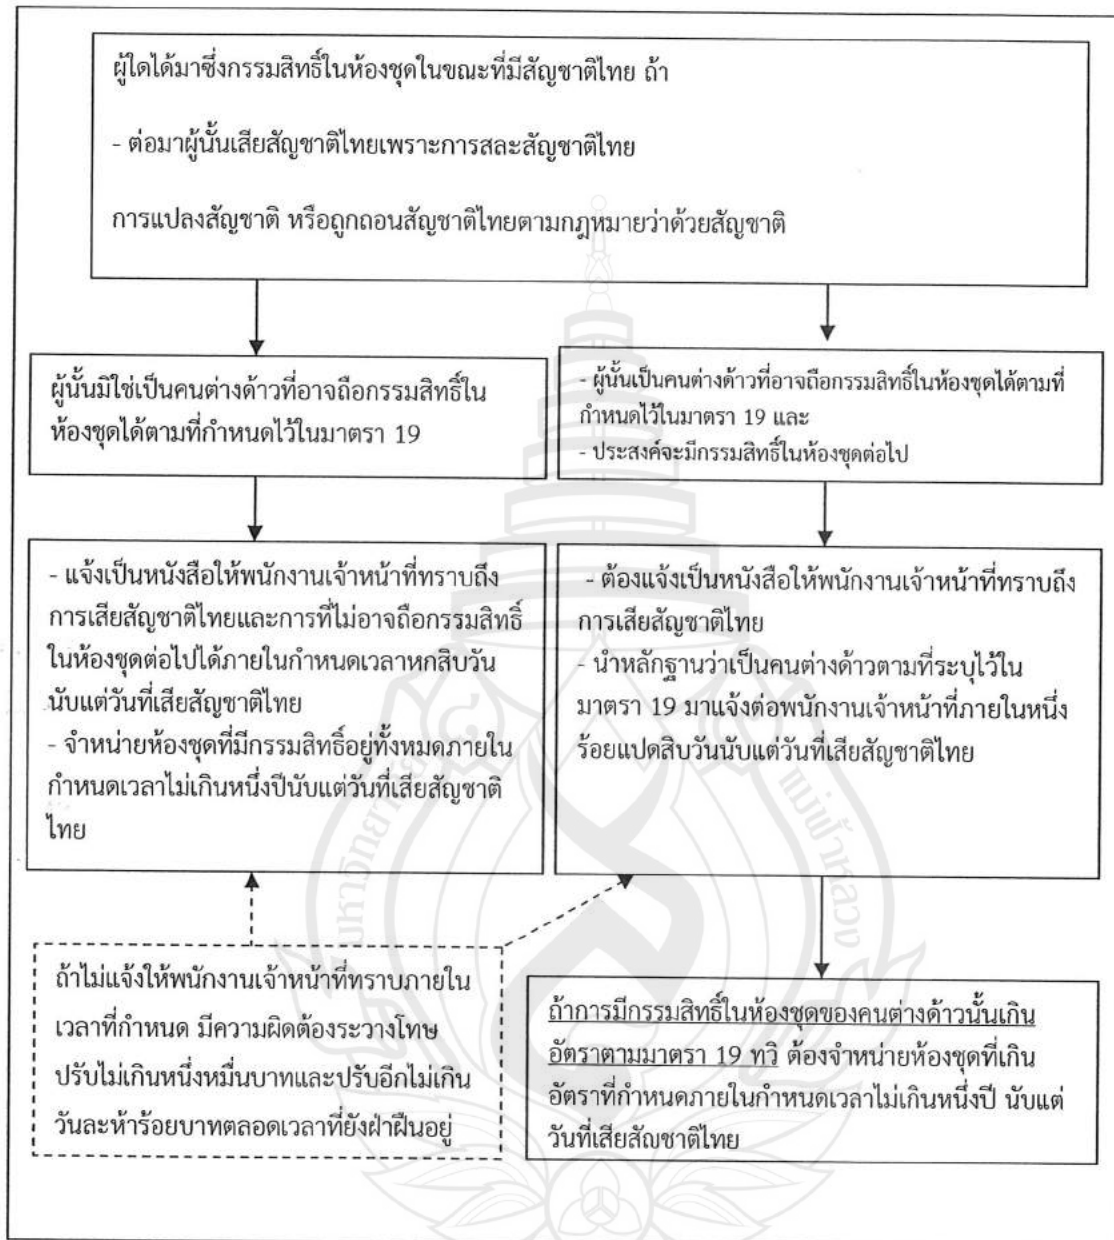 ผู้ใดได้มาซึ่งกรรมสิทธิ์ในห้องชุดในขณะที่มีสัญชาติไทย ถ้า
- ต่อมาผู้นั้นเสียสัญชาติไทยเพราะการสละสัญชาติไทย
การแปลงสัญชาติ หรือถูกถอนสัญชาติไทยตามกฎหมายว่าด้วยสัญชาติ
ผู้นั้นมิใช่เป็นคนต่างด้าวที่อาจถือกรรมสิทธิ์ใน
ห้องชุดได้ตามที่กำหนดไว้ในมาตรา 19
- ผู้นั้นเป็นคนต่างด้าวที่อาจถือกรรมสิทธิ์ในห้องชุดได้ตามที่
กำหนดไว้ในมาตรา 19 และ
- ประสงค์จะมีกรรมสิทธิ์ในห้องชุดต่อไป
- แจ้งเป็นหนังสือให้พนักงานเจ้าหน้าที่ทราบถึง
การเสียสัญชาติไทยและการที่ไม่อาจถือกรรมสิทธิ์
ในห้องชุดต่อไปได้ภายในกำหนดเวลาหกสิบวัน
นับแต่วันที่เสียสัญชาติไทย
- จำหน่ายห้องชุดที่มีกรรมสิทธิ์อยู่ทั้งหมดภายใน
กำหนดเวลาไม่เกินหนึ่งปีนับแต่วันที่เสียสัญชาติ
ไทย
- ต้องแจ้งเป็นหนังสือให้พนักงานเจ้าหน้าที่ทราบถึง
การเสียสัญชาติไทย
- นำหลักฐานว่าเป็นคนต่างด้าวตามที่ระบุไว้ใน
มาตรา 19 มาแจ้งต่อพนักงานเจ้าหน้าที่ภายในหนึ่ง
ร้อยแปดสิบวันนับแต่วันที่เสียสัญชาติไทย
ถ้าไม่แจ้งให้พนักงานเจ้าหน้าที่ทราบภายใน
เวลาที่กำหนด มีความผิดต้องระวางโทษ
ปรับไม่เกินหนึ่งหมื่นบาทและปรับอีกไม่เกิน
วันละห้าร้อยบาทตลอดเวลาที่ยังฝ่าฝืนอยู่
ถ้าการมีกรรมสิทธิ์ในห้องชุดของคนต่างด้าวนั้นเกิน
อัตราตามมาตรา 19 ทวิ ต้องจำหน่ายห้องชุดที่เกิน
อัตราที่กำหนดภายในกำหนดเวลาไม่เกินหนึ่งปี นับแต่
วันที่เสียสัญชาติไทย
มหาวิทยาลัย
แม่ฟ้าหลวง